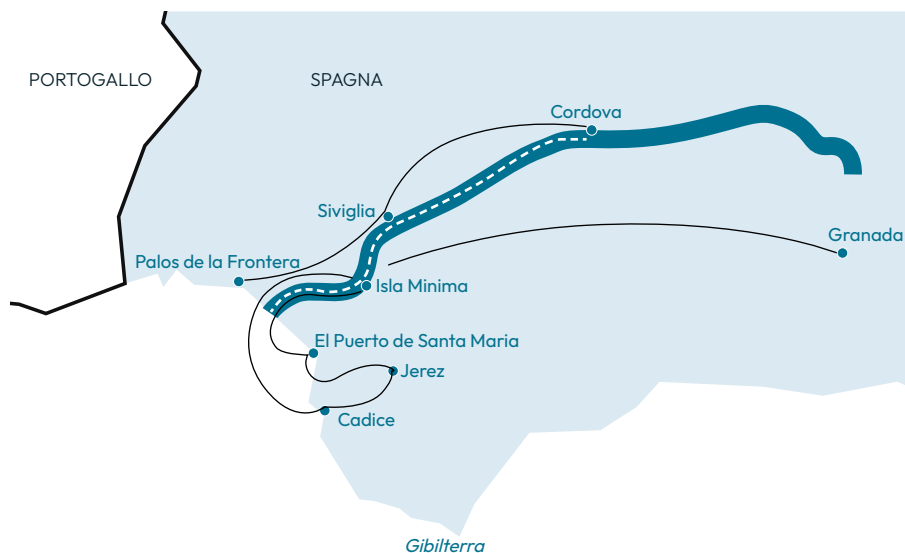 PORTOGALLO
SPAGNA
Cordova
Siviglia
Granada
Palos de la Frontera
Isla Minima
El Puerto de Santa Maria
Jerez
Cadice
Gibilterra